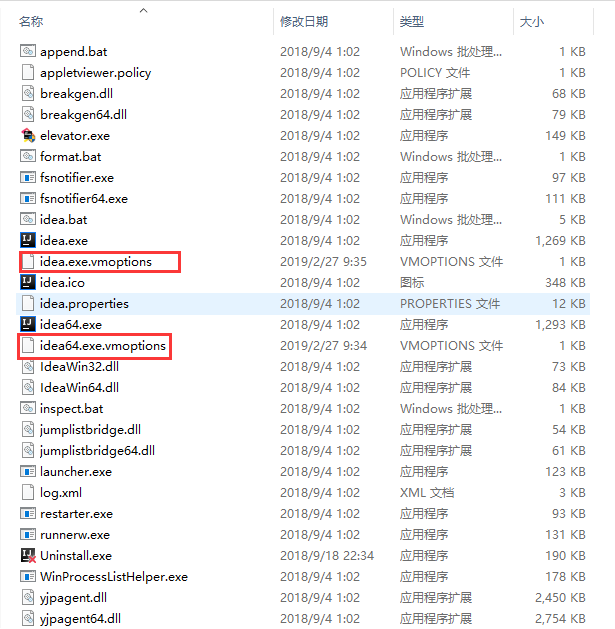 名称 修改日期 类型 大小
append.bat 2018/9/4 1:02 Windows 批处理... 1 KB
appletviewer.policy 2018/9/4 1:02 POLICY 文件 1 KB
breakgen.dll 2018/9/4 1:02 应用程序扩展 68 KB
breakgen64.dll 2018/9/4 1:02 应用程序扩展 79 KB
elevator.exe 2018/9/4 1:02 应用程序 149 KB
format.bat 2018/9/4 1:02 Windows 批处理... 1 KB
fsnotifier.exe 2018/9/4 1:02 应用程序 97 KB
fsnotifier64.exe 2018/9/4 1:02 应用程序 111 KB
idea.bat 2018/9/4 1:02 Windows 批处理... 5 KB
idea.exe 2018/9/4 1:02 应用程序 1,269 KB
idea.exe.vmoptions 2019/2/27 9:35 VMOPTIONS 文件 1 KB
idea.ico 2018/9/4 1:02 图标 348 KB
idea.properties 2018/9/4 1:02 PROPERTIES 文件 12 KB
idea64.exe 2018/9/4 1:02 应用程序 1,293 KB
idea64.exe.vmoptions 2019/2/27 9:34 VMOPTIONS 文件 1 KB
IdeaWin32.dll 2018/9/4 1:02 应用程序扩展 73 KB
IdeaWin64.dll 2018/9/4 1:02 应用程序扩展 84 KB
inspect.bat 2018/9/4 1:02 Windows 批处理... 1 KB
jumplistbridge.dll 2018/9/4 1:02 应用程序扩展 54 KB
jumplistbridge64.dll 2018/9/4 1:02 应用程序扩展 61 KB
launcher.exe 2018/9/4 1:02 应用程序 123 KB
log.xml 2018/9/4 1:02 XML 文档 3 KB
restarter.exe 2018/9/4 1:02 应用程序 93 KB
runnerw.exe 2018/9/4 1:02 应用程序 131 KB
Uninstall.exe 2018/9/18 22:34 应用程序 190 KB
WinProcessListHelper.exe 2018/9/4 1:02 应用程序 178 KB
yjpagent.dll 2018/9/4 1:02 应用程序扩展 2,450 KB
yjpagent64.dll 2018/9/4 1:02 应用程序扩展 2,754 KB